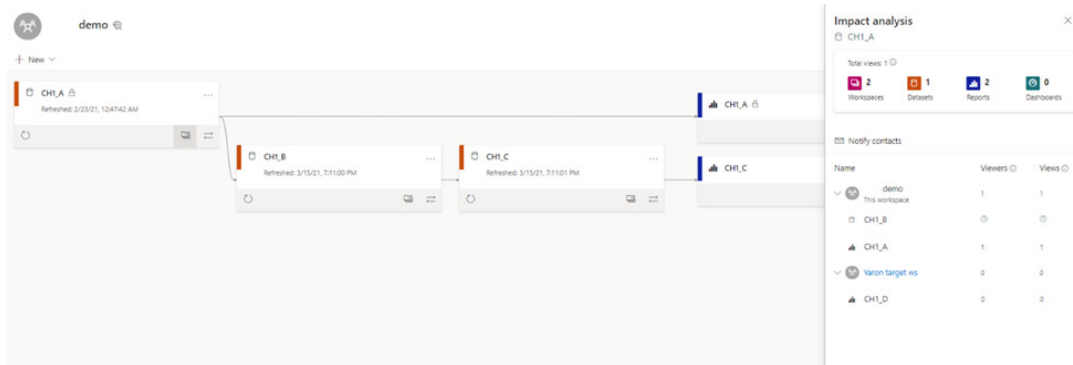 demo
New
CH1_A
Refreshed: 2/23/21, 12:47:42 AM
CH1_B
Refreshed: 3/15/21, 7:11:00 PM
CH1_C
Refreshed: 3/15/21, 7:11:01 PM
CH1_A
CH1_C
Impact analysis
CH1_A
Total views: 1
2 1 2 0
Workspaces Datasets Reports Dashboards
Notify contacts
Name Viewers Views
demo 1 1
This workspace
CH1_B
CH1_A 1 1
Yaron target ws 0 0
CH1_D 0 0